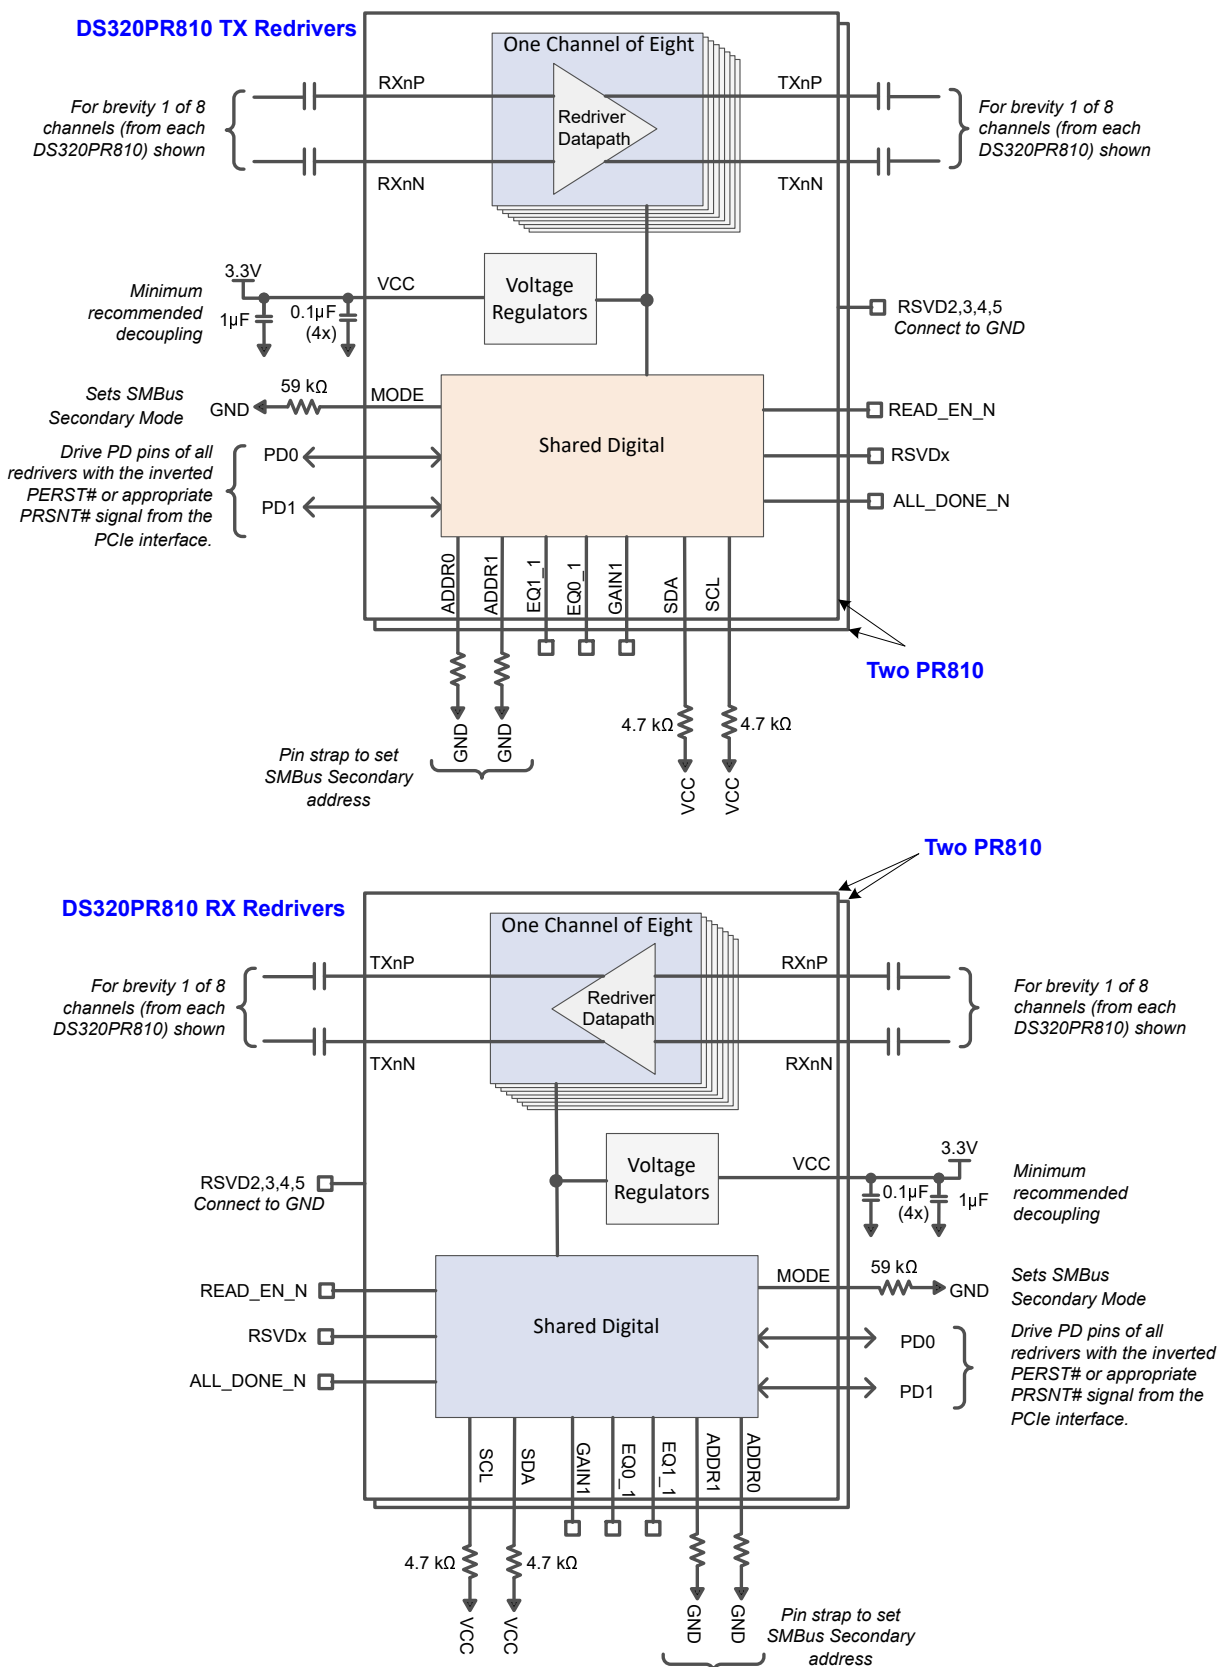 DS320PR810 TX Redrivers
One Channel of Eight
RXnP
TXnP
For brevity 1 of 8
channels (from each
DS320PR810) shown
Redriver
Datapath
For brevity 1 of 8
channels (from each
DS320PR810) shown
RXnN
TXnN
3.3V
VCC
Minimum
recommended
decoupling
1µF
0.1µF
(4x)
Voltage
Regulators
RSVD2,3,4,5
Connect to GND
Sets SMBus
Secondary Mode
GND
59 kΩ
MODE
READ_EN_N
Shared Digital
Drive PD pins of all
redrivers with the inverted
PERST# or appropriate
PRSNT# signal from the
PCIe interface.
PD0
PD1
RSVDx
ALL_DONE_N
ADDR0
ADDR1
EQ1_1
EQ0_1
GAIN1
SDA
SCL
Two PR810
4.7 kΩ
4.7 kΩ
GND
GND
VCC
VCC
Pin strap to set
SMBus Secondary
address
Two PR810
DS320PR810 RX Redrivers
One Channel of Eight
TXnP
RXnP
For brevity 1 of 8
channels (from each
DS320PR810) shown
Redriver
Datapath
For brevity 1 of 8
channels (from each
DS320PR810) shown
TXnN
RXnN
RSVD2,3,4,5
Connect to GND
Voltage
Regulators
VCC
3.3V
0.1µF
(4x)
1µF
Minimum
recommended
decoupling
READ_EN_N
MODE
59 kΩ
GND
Sets SMBus
Secondary Mode
RSVDx
Shared Digital
ALL_DONE_N
PD0
PD1
Drive PD pins of all
redrivers with the inverted
PERST# or appropriate
PRSNT# signal from the
PCIe interface.
SCL
SDA
GAIN1
EQ0_1
EQ1_1
ADDR1
ADDR0
4.7 kΩ
4.7 kΩ
VCC
VCC
GND
GND
Pin strap to set
SMBus Secondary
address